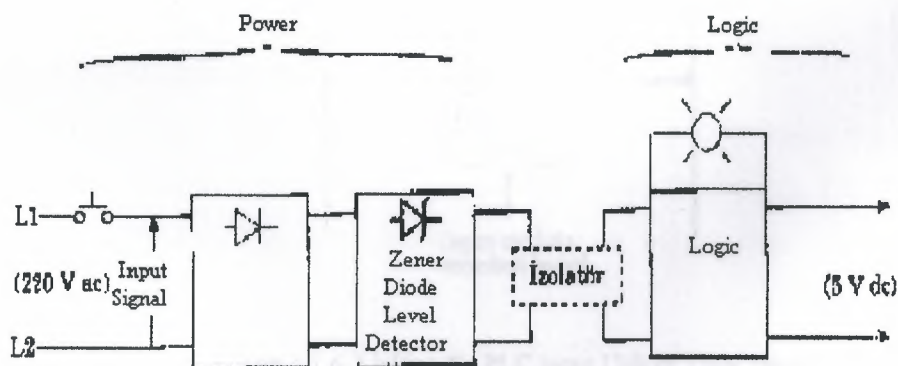 Power
Logic
L1
(220 V ac)
Input
Signal
L2
Zener
Diode
Level
Detector
İzolatör
Logic
(5 V dc)